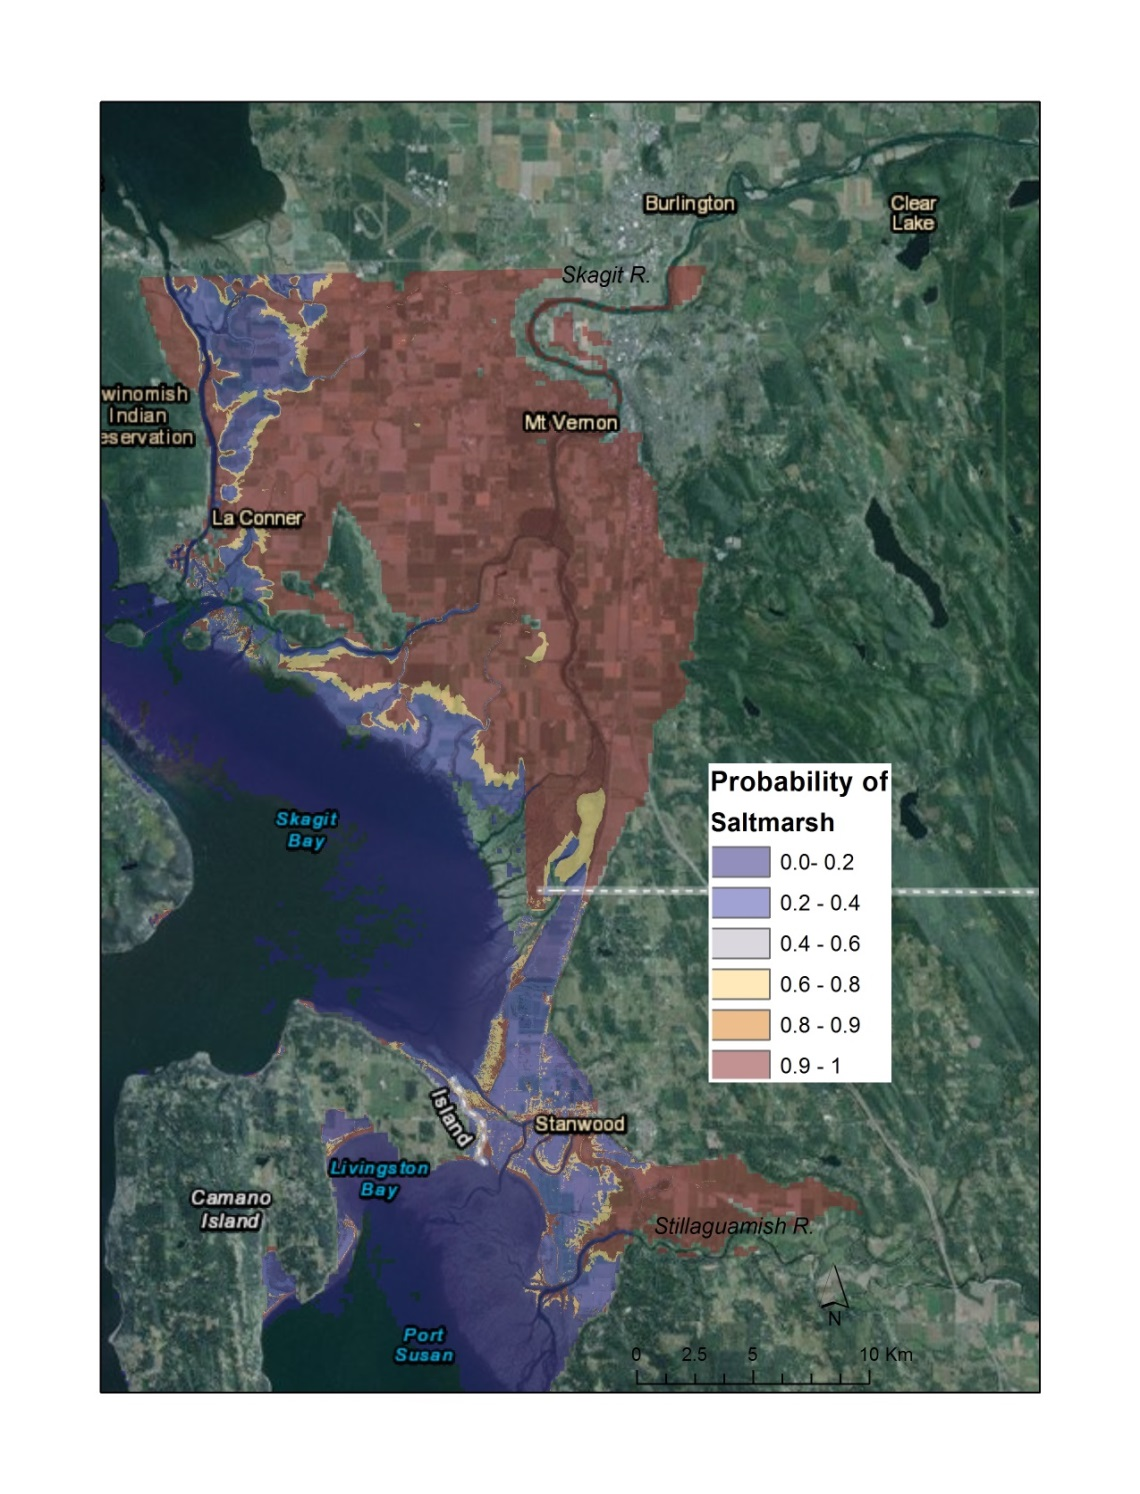 Burlington
Clear
Lake
Skagit R.
winomish
Indian
eservation
Mt Vernon
La Conner
Skagit
Bay
Probability of
Saltmarsh
0.0- 0.2
0.2 - 0.4
0.4 - 0.6
0.6 - 0.8
0.8 - 0.9
0.9 - 1
Island
Stanwood
Livingston
Bay
Camano
Island
Stillaguamish R.
N
Port
Susan
0 2.5 5 10 Km